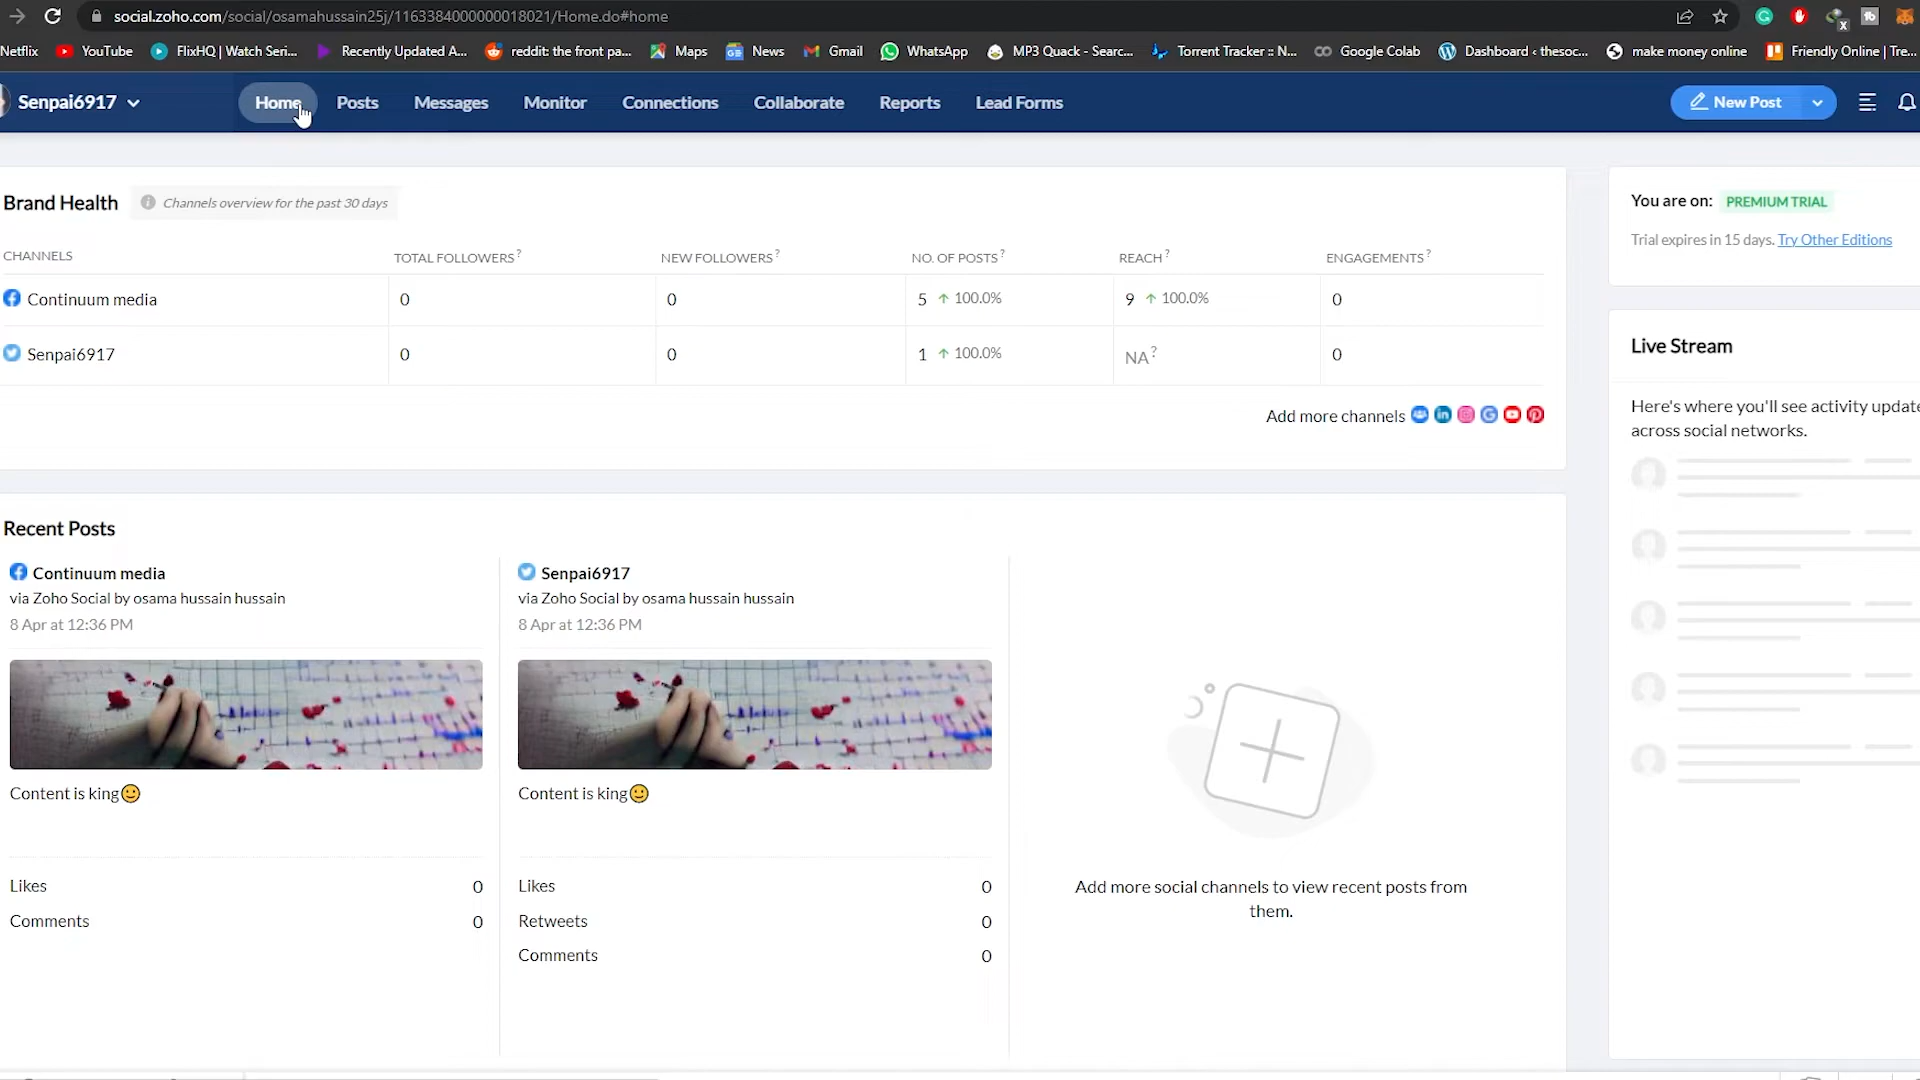 social.zoho.com/social/osamahussain25j/1163384000000018021/Home.do#home
Netflix YouTube FlixHQ | Watch Seri... Recently Updated A... reddit: the front pa... Maps News Gmail WhatsApp MP3 Quack - Searc... Torrent Tracker :: N... Google Colab Dashboard ‹ thesoc... make money online Friendly Online | Tre...
Senpai6917 Home Posts Messages Monitor Connections Collaborate Reports Lead Forms New Post
Brand Health Channels overview for the past 30 days
CHANNELS TOTAL FOLLOWERS? NEW FOLLOWERS? NO. OF POSTS? REACH? ENGAGEMENTS?
Continuum media 0 0 5 ↑ 100.0% 9 ↑ 100.0% 0
Senpai6917 0 0 1 ↑ 100.0% NA? 0
Add more channels
You are on: PREMIUM TRIAL
Trial expires in 15 days. Try Other Editions
Live Stream
Here's where you'll see activity update
across social networks.
Recent Posts
Continuum media
via Zoho Social by osama hussain hussain
8 Apr at 12:36 PM
Content is king🙂
Likes 0
Comments 0
Senpai6917
via Zoho Social by osama hussain hussain
8 Apr at 12:36 PM
Content is king🙂
Likes 0
Retweets 0
Comments 0
Add more social channels to view recent posts from
them.